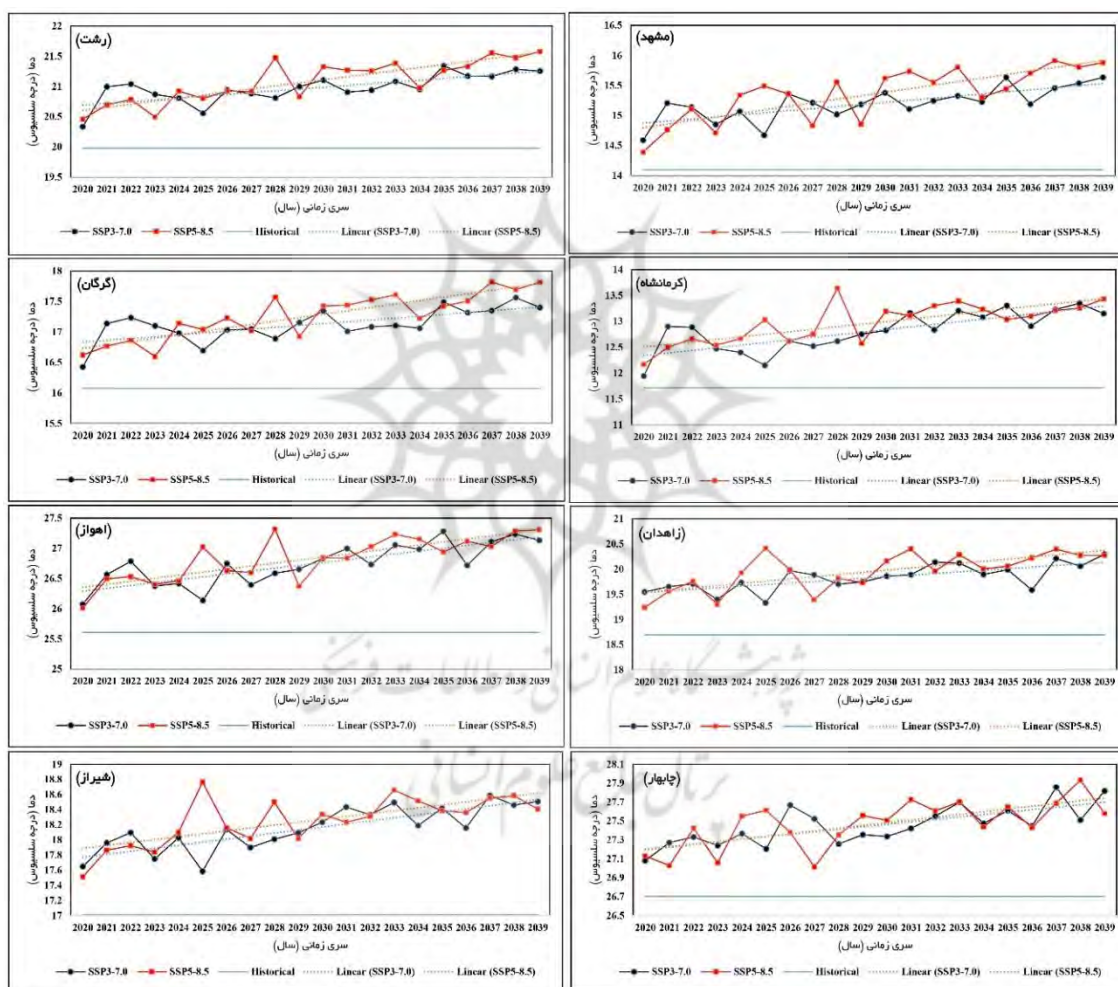 (رشت)
دما (درجه سلسیوس)
22
21.5
21
20.5
20
19.5
2020 2021 2022 2023 2024 2025 2026 2027 2028 2029 2030 2031 2032 2033 2034 2035 2036 2037 2038 2039
سری زمانی (سال)
SSP3-7.0 SSP5-8.5 Historical Linear (SSP3-7.0) Linear (SSP5-8.5)
(مشهد)
دما (درجه سلسیوس)
16.5
16
15.5
15
14.5
14
2020 2021 2022 2023 2024 2025 2026 2027 2028 2029 2030 2031 2032 2033 2034 2035 2036 2037 2038 2039
سری زمانی (سال)
SSP3-7.0 SSP5-8.5 Historical Linear (SSP3-7.0) Linear (SSP5-8.5)
(گرگان)
دما (درجه سلسیوس)
18
17.5
17
16.5
16
15.5
2020 2021 2022 2023 2024 2025 2026 2027 2028 2029 2030 2031 2032 2033 2034 2035 2036 2037 2038 2039
سری زمانی (سال)
SSP3-7.0 SSP5-8.5 Historical Linear (SSP3-7.0) Linear (SSP5-8.5)
(کرمانشاه)
دما (درجه سلسیوس)
14
13.5
13
12.5
12
11.5
11
2020 2021 2022 2023 2024 2025 2026 2027 2028 2029 2030 2031 2032 2033 2034 2035 2036 2037 2038 2039
سری زمانی (سال)
SSP3-7.0 SSP5-8.5 Historical Linear (SSP3-7.0) Linear (SSP5-8.5)
(اهواز)
دما (درجه سلسیوس)
27.5
27
26.5
26
25.5
25
2020 2021 2022 2023 2024 2025 2026 2027 2028 2029 2030 2031 2032 2033 2034 2035 2036 2037 2038 2039
سری زمانی (سال)
SSP3-7.0 SSP5-8.5 Historical Linear (SSP3-7.0) Linear (SSP5-8.5)
(زاهدان)
دما (درجه سلسیوس)
21
20.5
20
19.5
19
18.5
18
2020 2021 2022 2023 2024 2025 2026 2027 2028 2029 2030 2031 2032 2033 2034 2035 2036 2037 2038 2039
سری زمانی (سال)
SSP3-7.0 SSP5-8.5 Historical Linear (SSP3-7.0) Linear (SSP5-8.5)
پژوهشگاه علوم انسانی و مطالعات فرهنگی
پرتال جامع علوم انسانی
(شیراز)
دما (درجه سلسیوس)
19
18.8
18.6
18.4
18.2
18
17.8
17.6
17.4
17.2
17
2020 2021 2022 2023 2024 2025 2026 2027 2028 2029 2030 2031 2032 2033 2034 2035 2036 2037 2038 2039
سری زمانی (سال)
SSP3-7.0 SSP5-8.5 Historical Linear (SSP3-7.0) Linear (SSP5-8.5)
(چابهار)
دما (درجه سلسیوس)
28.1
27.9
27.7
27.5
27.3
27.1
26.9
26.7
26.5
2020 2021 2022 2023 2024 2025 2026 2027 2028 2029 2030 2031 2032 2033 2034 2035 2036 2037 2038 2039
سری زمانی (سال)
SSP3-7.0 SSP5-8.5 Historical Linear (SSP3-7.0) Linear (SSP5-8.5)